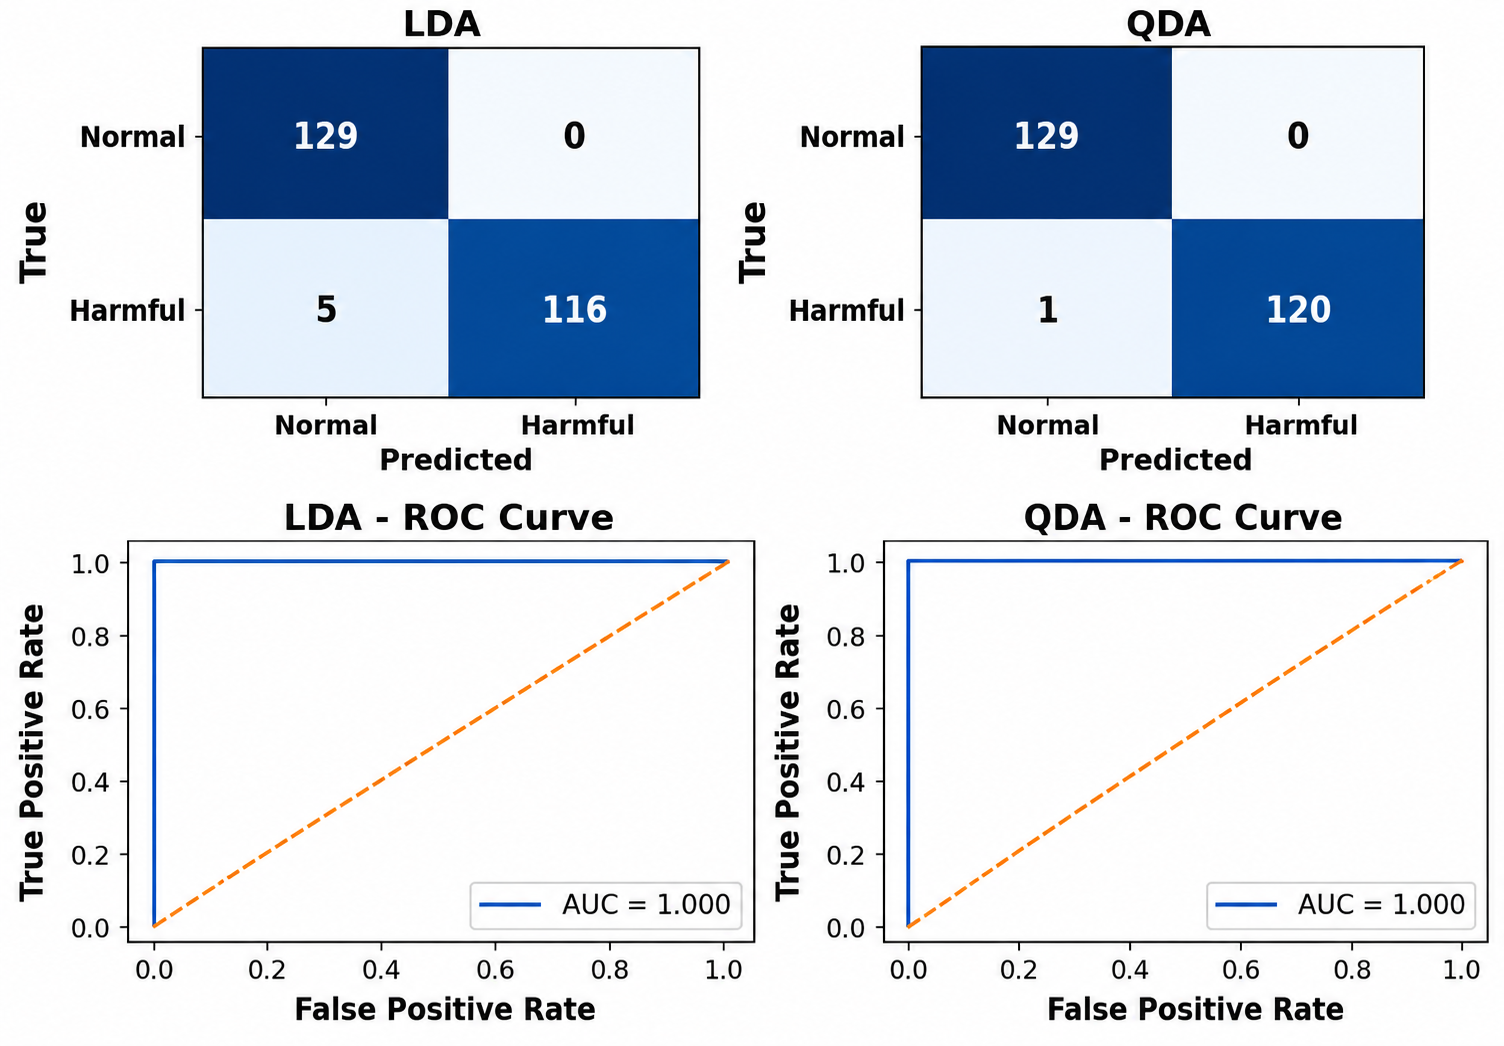 LDA
Normal
129
0
True
Harmful
5
116
Normal
Harmful
Predicted
QDA
Normal
129
0
True
Harmful
1
120
Normal
Harmful
Predicted
LDA - ROC Curve
True Positive Rate
1.0
0.8
0.6
0.4
0.2
0.0
AUC = 1.000
0.0 0.2 0.4 0.6 0.8 1.0
False Positive Rate
QDA - ROC Curve
True Positive Rate
1.0
0.8
0.6
0.4
0.2
0.0
AUC = 1.000
0.0 0.2 0.4 0.6 0.8 1.0
False Positive Rate